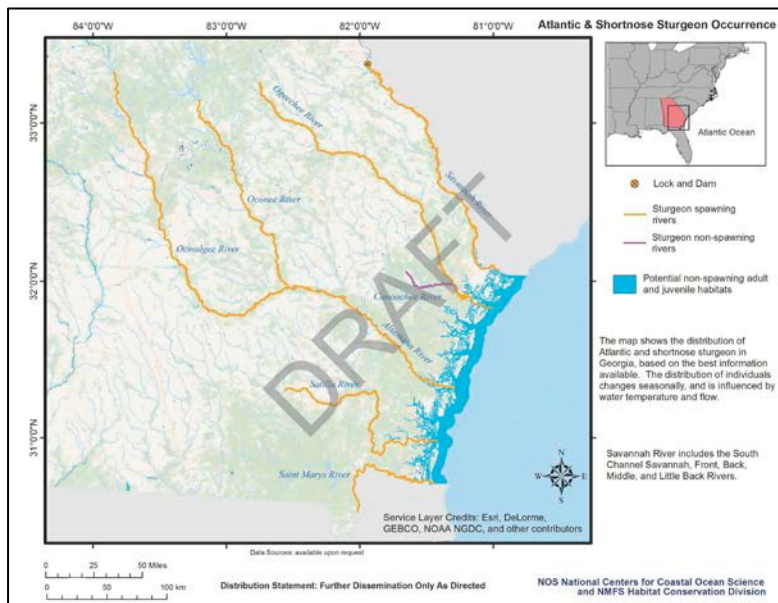 Atlantic & Shortnose Sturgeon Occurrence
84°0'0"W 83°0'0"W 82°0'0"W 81°0'0"W
33°0'0"N
32°0'0"N
31°0'0"N
Ogeechee River
Savannah River
Oconee River
Ocmulgee River
Canoochee River
Altamaha River
Satilla River
Saint Marys River
DRAFT
Atlantic Ocean
Lock and Dam
Sturgeon spawning
rivers
Sturgeon non-spawning
rivers
Potential non-spawning adult
and juvenile habitats
The map shows the distribution of
Atlantic and shortnose sturgeon in
Georgia, based on the best information
available. The distribution of individuals
changes seasonally, and is influenced by
water temperature and flow.
Savannah River includes the South
Channel Savannah, Front, Back,
Middle, and Little Back Rivers.
N
W E
S
Service Layer Credits: Esri, DeLorme,
GEBCO, NOAA NGDC, and other contributors
Data Sources: available upon request
0 25 50 Miles
0 50 100 km
Distribution Statement: Further Dissemination Only As Directed
NOS National Centers for Coastal Ocean Science
and NMFS Habitat Conservation Division